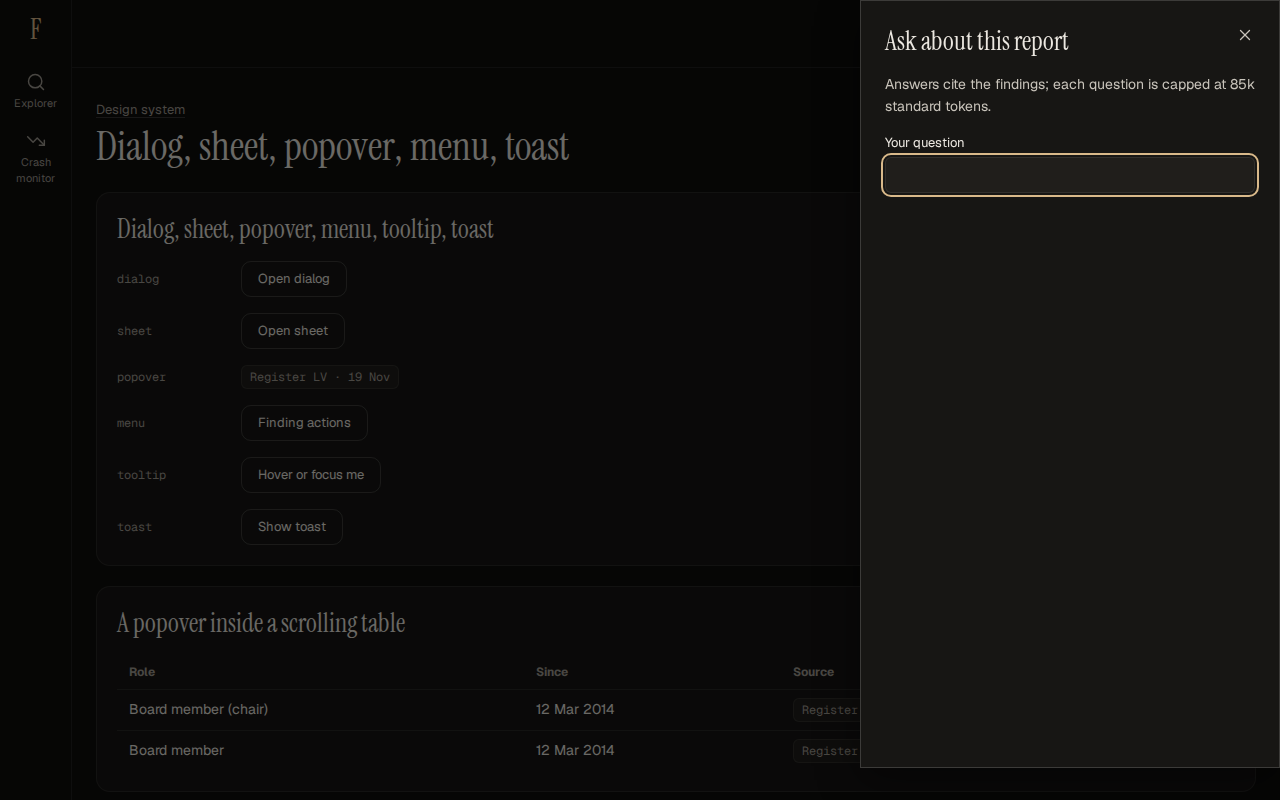 F
Explorer
Crash
monitor
Design system
Dialog, sheet, popover, menu, toast
Dialog, sheet, popover, menu, tooltip, toast
dialog
Open dialog
sheet
Open sheet
popover
Register LV · 19 Nov
menu
Finding actions
tooltip
Hover or focus me
toast
Show toast
A popover inside a scrolling table
Role Since Source
Board member (chair) 12 Mar 2014 Register
Board member 12 Mar 2014 Register
Ask about this report
Answers cite the findings; each question is capped at 85k
standard tokens.
Your question